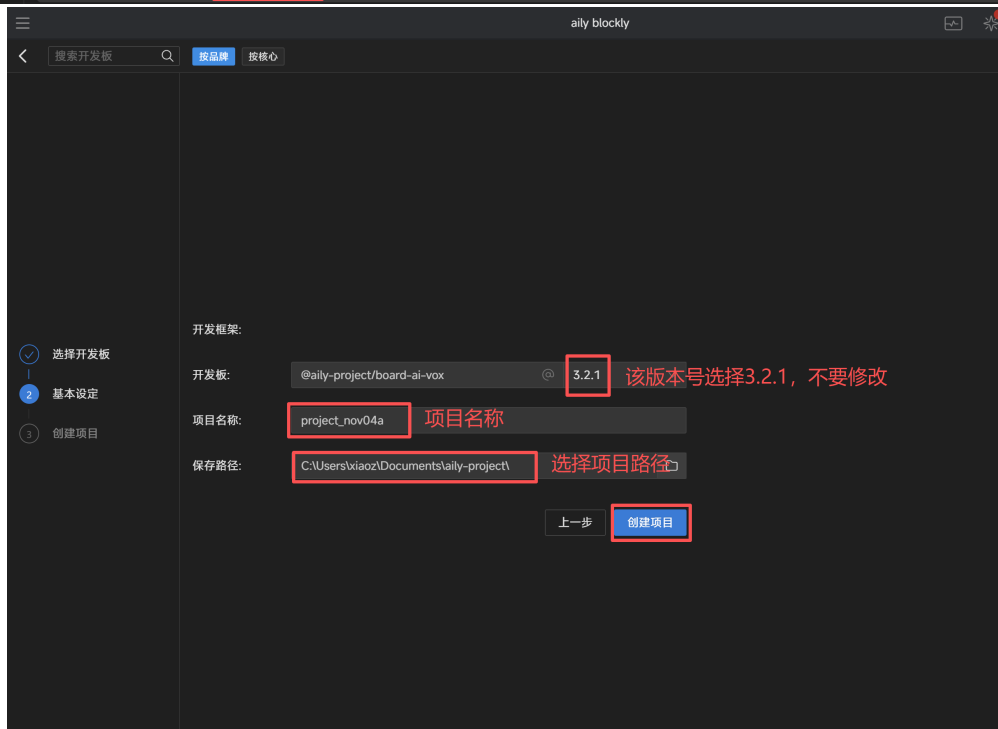 aily blockly
搜索开发板
按品牌
按核心
开发框架:
选择开发板
开发板:
@aily-project/board-ai-vox
@
3.2.1
该版本号选择3.2.1，不要修改
2
基本设定
项目名称:
project_nov04a
项目名称
3
创建项目
保存路径:
C:\Users\xiaoz\Documents\aily-project\
选择项目路径
上一步
创建项目